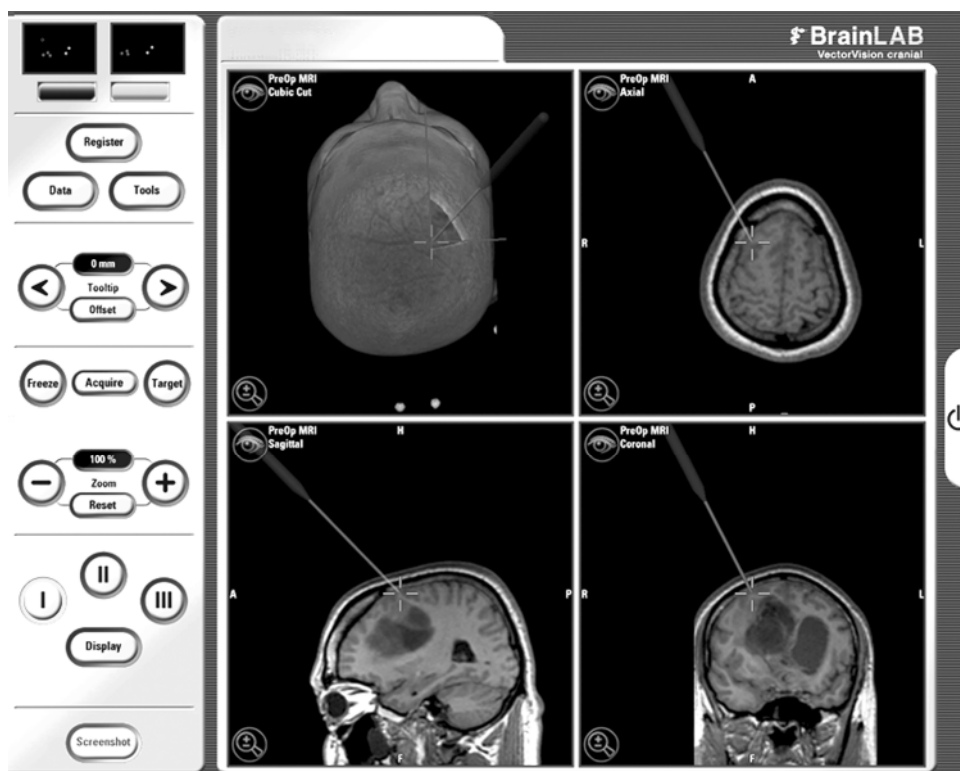 BrainLAB
VectorVision cranial
Register
Data
Tools
0 mm
Tooltip
Offset
Freeze
Acquire
Target
100 %
Zoom
Reset
I
II
III
Display
Screenshot
PreOp MRI
Cubic Cut
PreOp MRI
Axial
A
R
L
P
PreOp MRI
Sagittal
H
A
P
F
PreOp MRI
Coronal
H
R
L
F